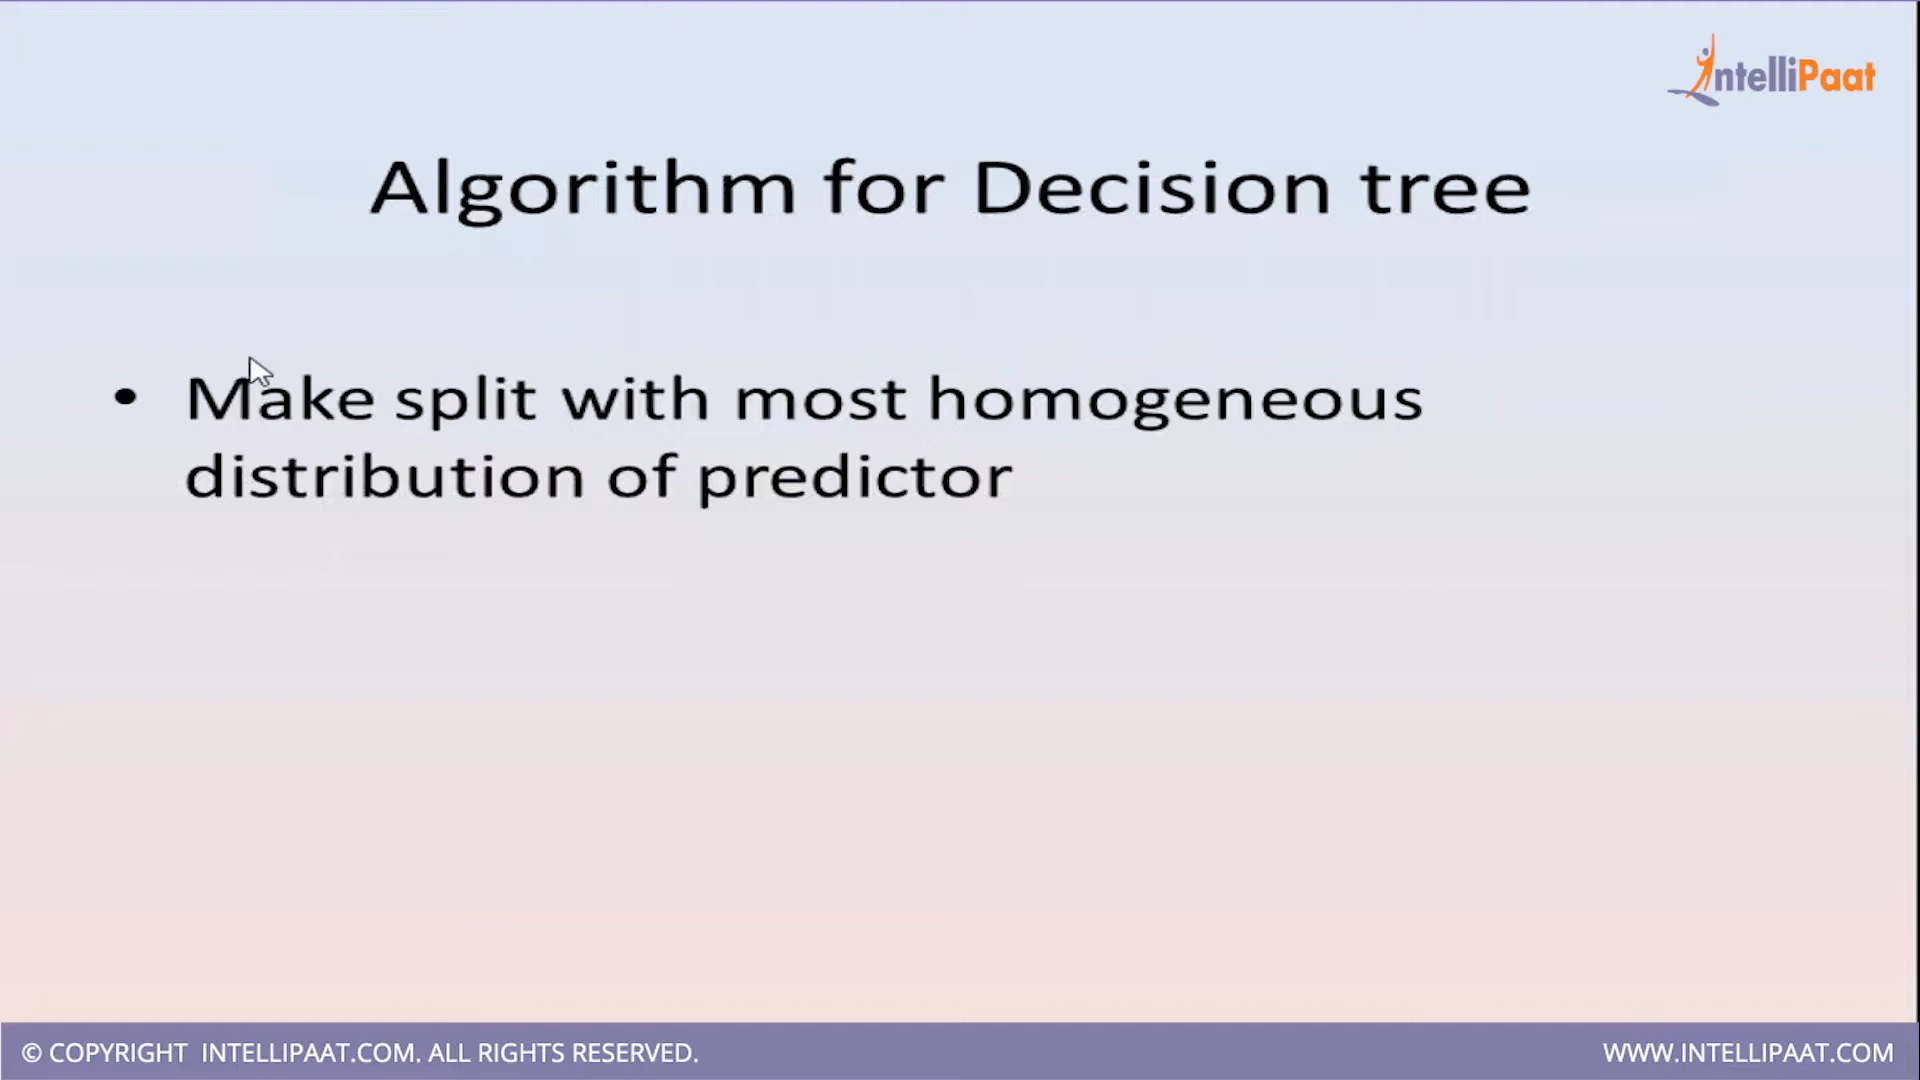 IntelliPaat
Algorithm for Decision tree
• Make split with most homogeneous
distribution of predictor
© COPYRIGHT INTELLIPAAT.COM. ALL RIGHTS RESERVED.
WWW.INTELLIPAAT.COM